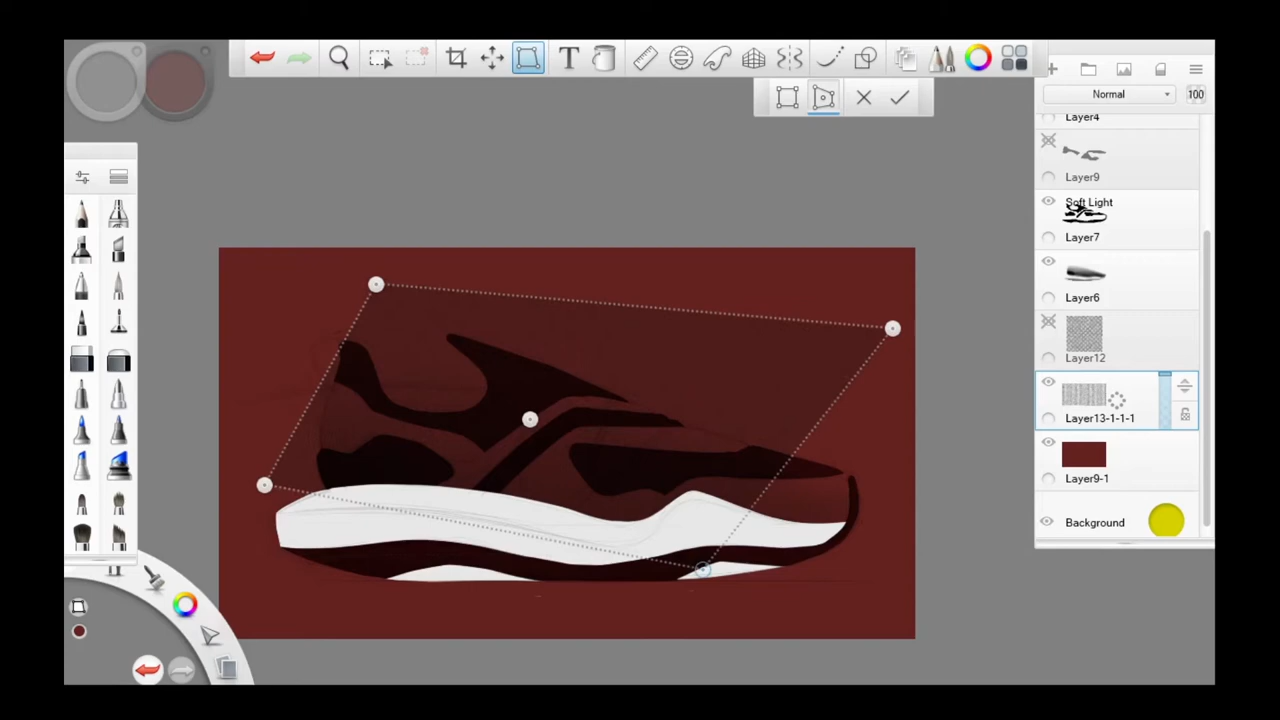 T
Normal
100
Layer4
Layer9
Soft Light
Layer7
Layer6
Layer12
Layer13-1-1-1
Layer9-1
Background